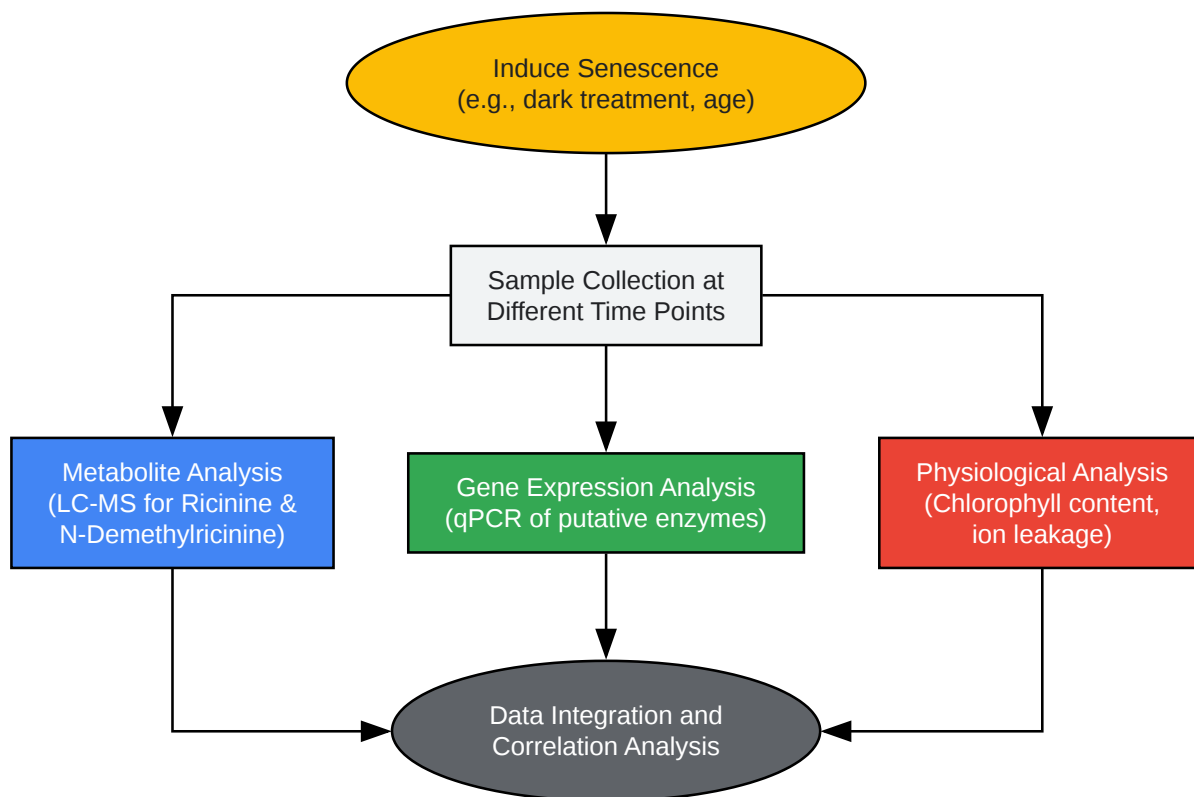 Induce Senescence
(e.g., dark treatment, age)
Sample Collection at
Different Time Points
Metabolite Analysis
(LC-MS for Ricinine &
N-Demethylricinine)
Gene Expression Analysis
(qPCR of putative enzymes)
Physiological Analysis
(Chlorophyll content,
ion leakage)
Data Integration and
Correlation Analysis